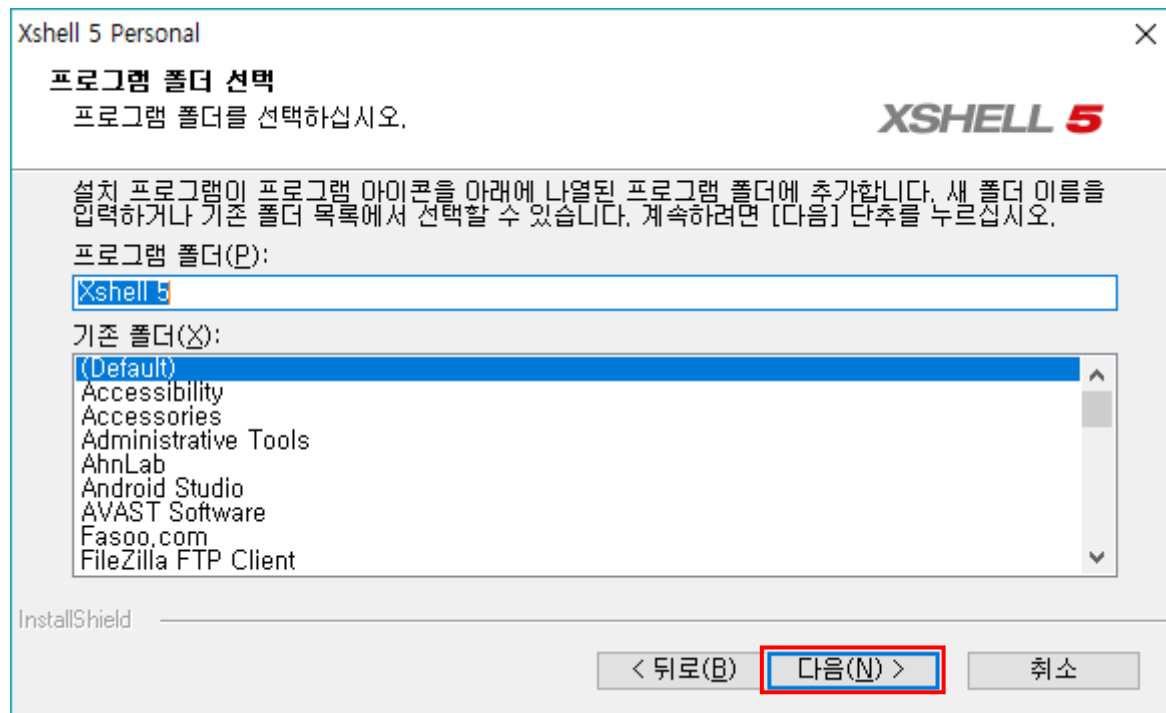 Xshell 5 Personal
프로그램 폴더 선택
프로그램 폴더를 선택하십시오.
XSHELL 5
설치 프로그램이 프로그램 아이콘을 아래에 나열된 프로그램 폴더에 추가합니다. 새 폴더 이름을
입력하거나 기존 폴더 목록에서 선택할 수 있습니다. 계속하려면 [다음] 단추를 누르십시오.
프로그램 폴더(P):
Xshell 5
기존 폴더(X):
(Default)
Accessibility
Accessories
Administrative Tools
AhnLab
Android Studio
AVAST Software
Fasoo.com
FileZilla FTP Client
InstallShield
< 뒤로(B) 다음(N) > 취소